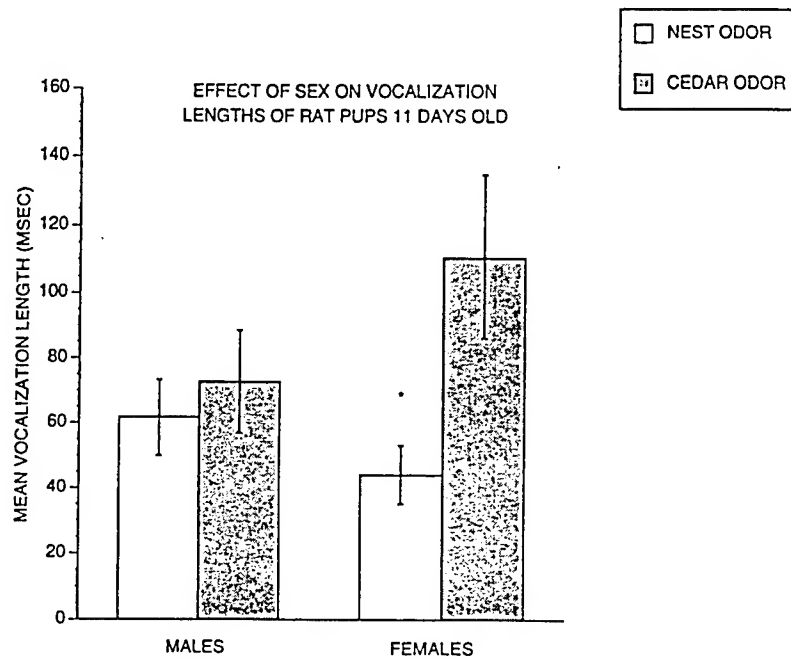 NEST ODOR
CEDAR ODOR
EFFECT OF SEX ON VOCALIZATION
LENGTHS OF RAT PUPS 11 DAYS OLD
MEAN VOCALIZATION LENGTH (MSEC)
160
140
120
100
80
60
40
20
0
MALES
FEMALES